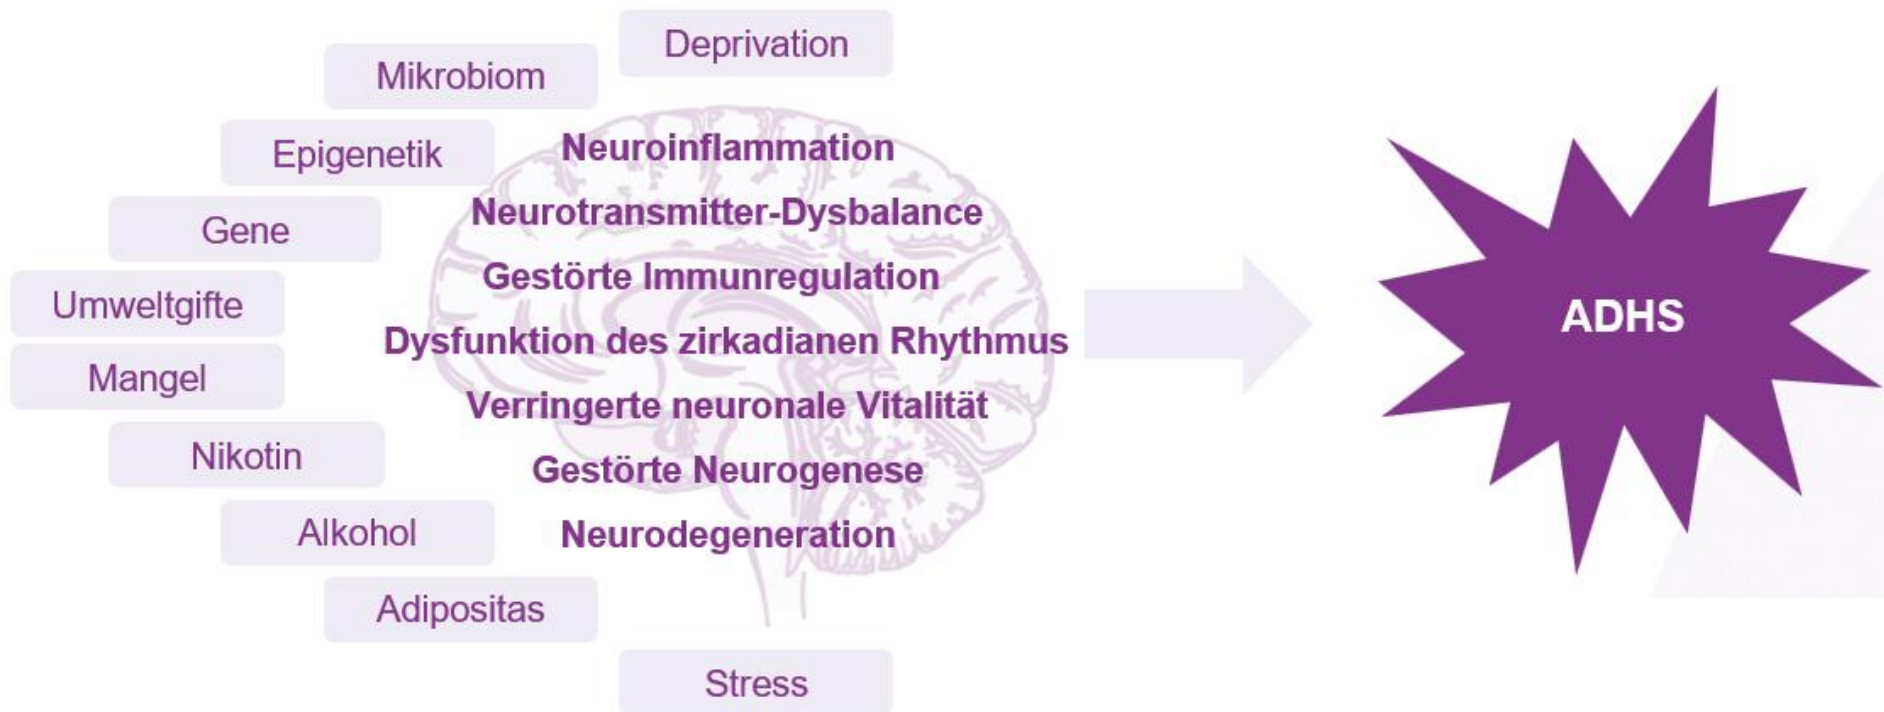 Deprivation
Mikrobiom
Epigenetik
Gene
Umweltgifte
Mangel
Nikotin
Alkohol
Adipositas
Stress
Neuroinflammation
Neurotransmitter-Dysbalance
Gestörte Immunregulation
Dysfunktion des zirkadianen Rhythmus
Verringerte neuronale Vitalität
Gestörte Neurogenese
Neurodegeneration
ADHS